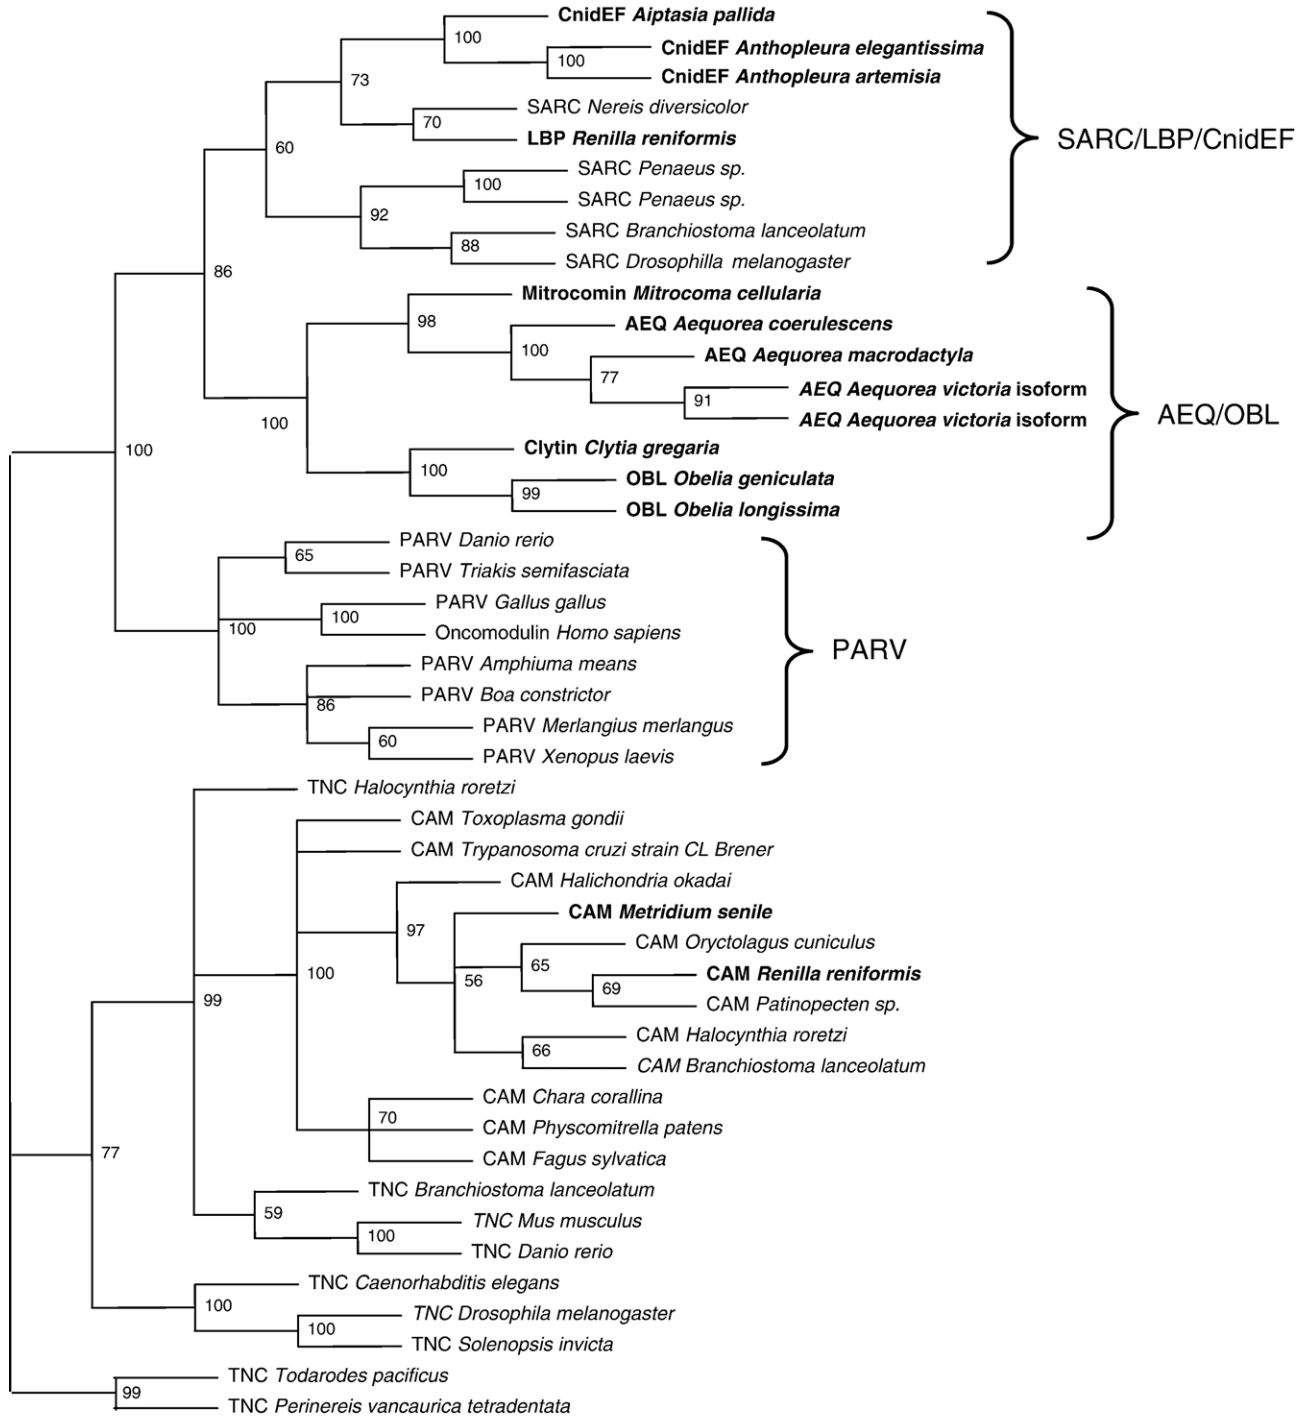 CnidEF Aiptasia pallida
100
CnidEF Anthopleura elegantissima
100
CnidEF Anthopleura artemisia
73
SARC Nereis diversicolor
70
LBP Renilla reniformis
SARC/LBP/CnidEF
60
SARC Penaeus sp.
100
SARC Penaeus sp.
92
SARC Branchiostoma lanceolatum
88
SARC Drosophilla melanogaster
86
Mitrocomin Mitrocoma cellularia
98
AEQ Aequorea coerulescens
100
AEQ Aequorea macrodactyla
77
AEQ Aequorea victoria isoform
91
AEQ Aequorea victoria isoform
AEQ/OBL
100
Clytin Clytia gregaria
100
100
OBL Obelia geniculata
99
OBL Obelia longissima
PARV Danio rerio
65
PARV Triakis semifasciata
PARV Gallus gallus
100
100
Oncomodulin Homo sapiens
PARV
PARV Amphiuma means
PARV Boa constrictor
86
PARV Merlangius merlangus
60
PARV Xenopus laevis
TNC Halocynthia roretzi
CAM Toxoplasma gondii
CAM Trypanosoma cruzi strain CL Brener
CAM Halichondria okadai
CAM Metridium senile
97
CAM Oryctolagus cuniculus
65
100
CAM Renilla reniformis
56
69
99
CAM Patinopecten sp.
CAM Halocynthia roretzi
66
CAM Branchiostoma lanceolatum
CAM Chara corallina
70
CAM Physcomitrella patens
77
CAM Fagus sylvatica
TNC Branchiostoma lanceolatum
59
TNC Mus musculus
100
TNC Danio rerio
TNC Caenorhabditis elegans
100
TNC Drosophila melanogaster
100
TNC Solenopsis invicta
TNC Todarodes pacificus
99
TNC Perinereis vancaurica tetradentata